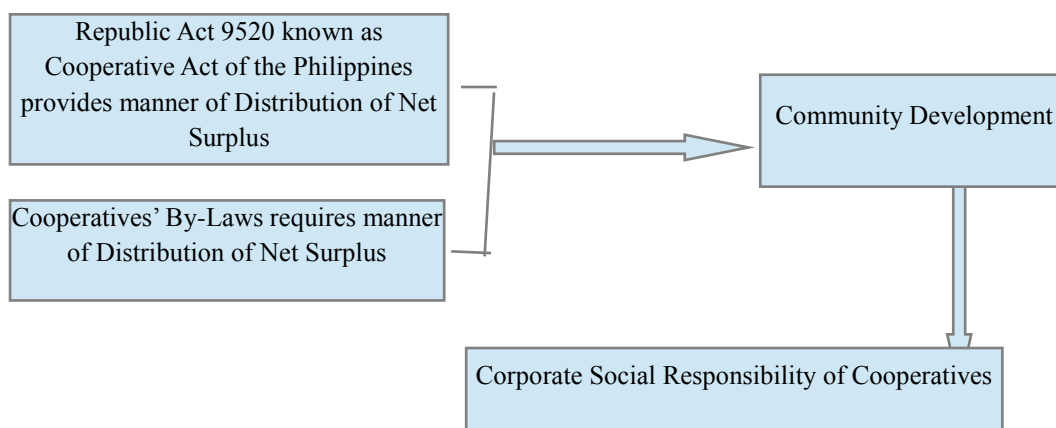 Republic Act 9520 known as
Cooperative Act of the Philippines
provides manner of Distribution of Net
Surplus
Community Development
Cooperatives’ By-Laws requires manner
of Distribution of Net Surplus
Corporate Social Responsibility of Cooperatives